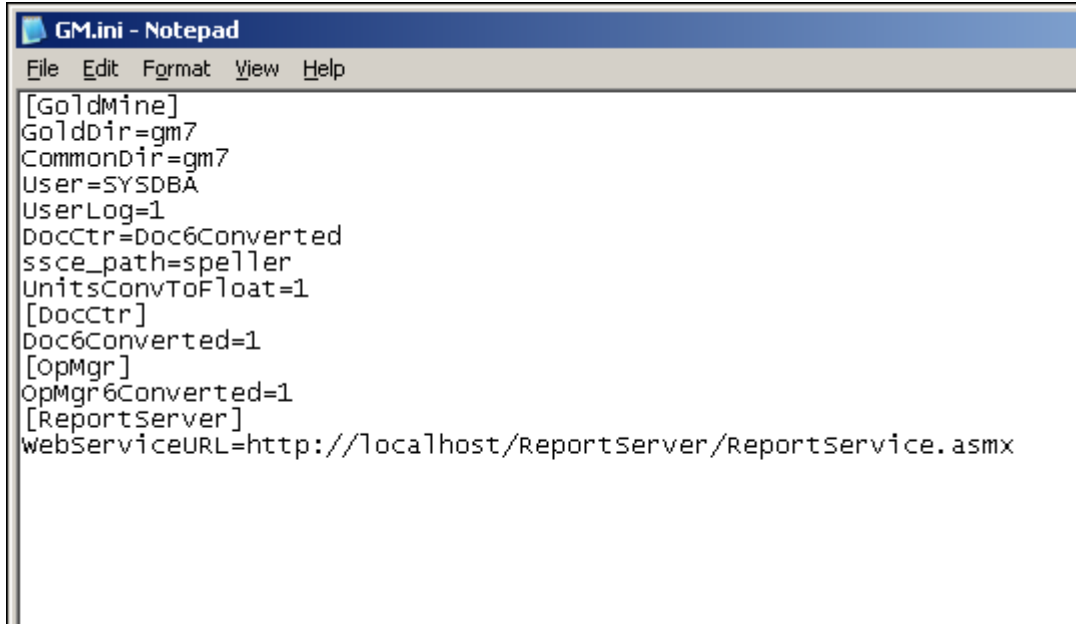 GM.ini - Notepad
File Edit Format View Help
[GoldMine]
GoldDir=gm7
CommonDir=gm7
User=SYSDBA
UserLog=1
DocCtr=Doc6Converted
ssce_path=speller
UnitsConvToFloat=1
[DocCtr]
Doc6Converted=1
[OpMgr]
OpMgr6Converted=1
[ReportServer]
WebServiceURL=http://localhost/ReportServer/ReportService.asmx